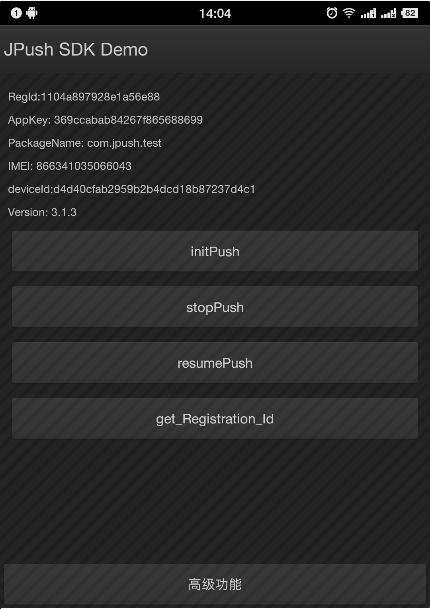 14:04
82
JPush SDK Demo
RegId:1104a897928e1a56e88
AppKey: 369ccabab84267f865688699
PackageName: com.jpush.test
IMEI: 866341035066043
deviceId:d4d40cfab2959b2b4dcd18b87237d4c1
Version: 3.1.3
initPush
stopPush
resumePush
get_Registration_Id
高级功能